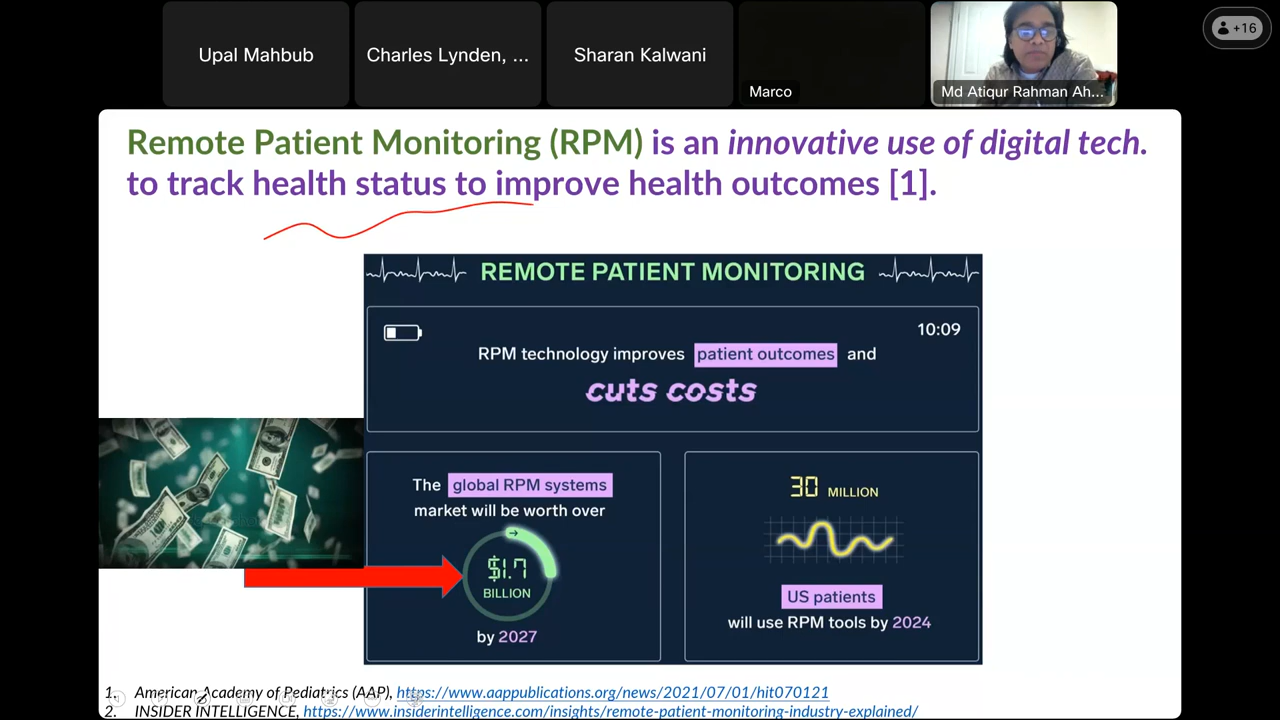 Upal Mahbub
Charles Lynden, ...
Sharan Kalwani
Marco
Md Atiqur Rahman Ah...
+16
Remote Patient Monitoring (RPM) is an innovative use of digital tech.
to track health status to improve health outcomes [1].
REMOTE PATIENT MONITORING
10:09
RPM technology improves patient outcomes and
cuts costs
The global RPM systems
market will be worth over
$1.7
BILLION
by 2027
30 MILLION
US patients
will use RPM tools by 2024
1. American Academy of Pediatrics (AAP), https://www.aappublications.org/news/2021/07/01/hit070121
2. INSIDER INTELLIGENCE, https://www.insiderintelligence.com/insights/remote-patient-monitoring-industry-explained/